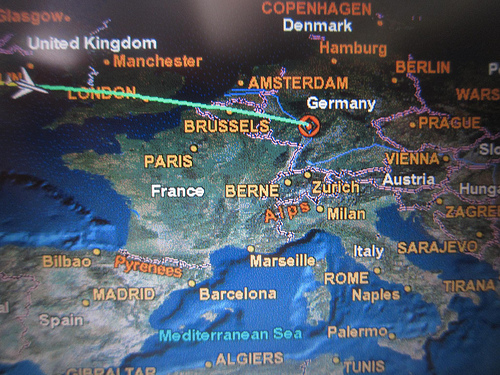 COPENHAGEN
Glasgow
Denmark
United Kingdom
Hamburg
Manchester
BERLIN
LIN
AMSTERDAM
LONDON
WARS
Germany
PRAGUE
BRUSSELS
PARIS
VIENNA
Slo
Austria
France
BERNE
Zurich
Hung
Alps
Milan
ZAGRE
SARAJEVO
Italy
Bilbao
Pyrenees
Marseille
ROME
TIRANA
MADRID
Barcelona
Naples
Spain
Mediterranean Sea
Palermo
ALGIERS
GIBRALTAR
TUNIS